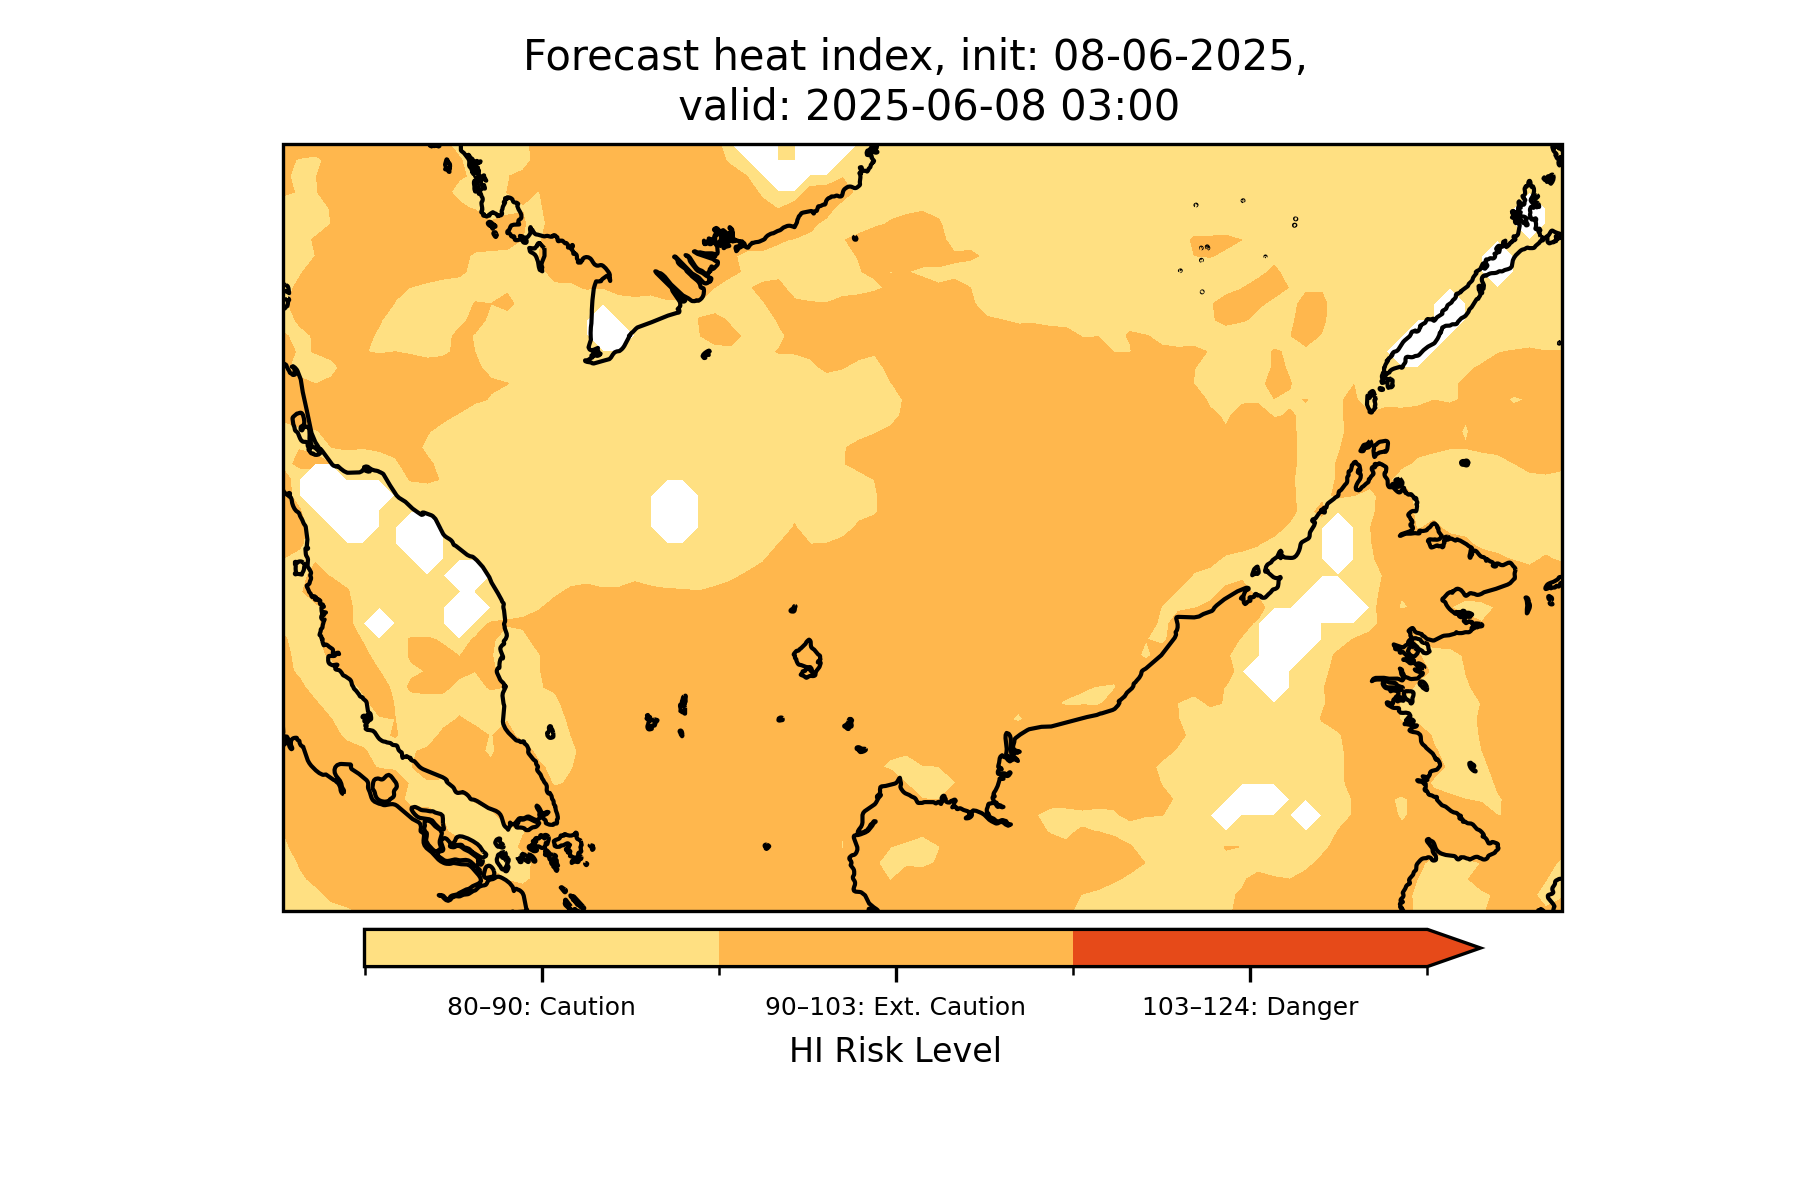 Forecast heat index, init: 08-06-2025,
valid: 2025-06-08 03:00
80–90: Caution
90–103: Ext. Caution
103–124: Danger
HI Risk Level